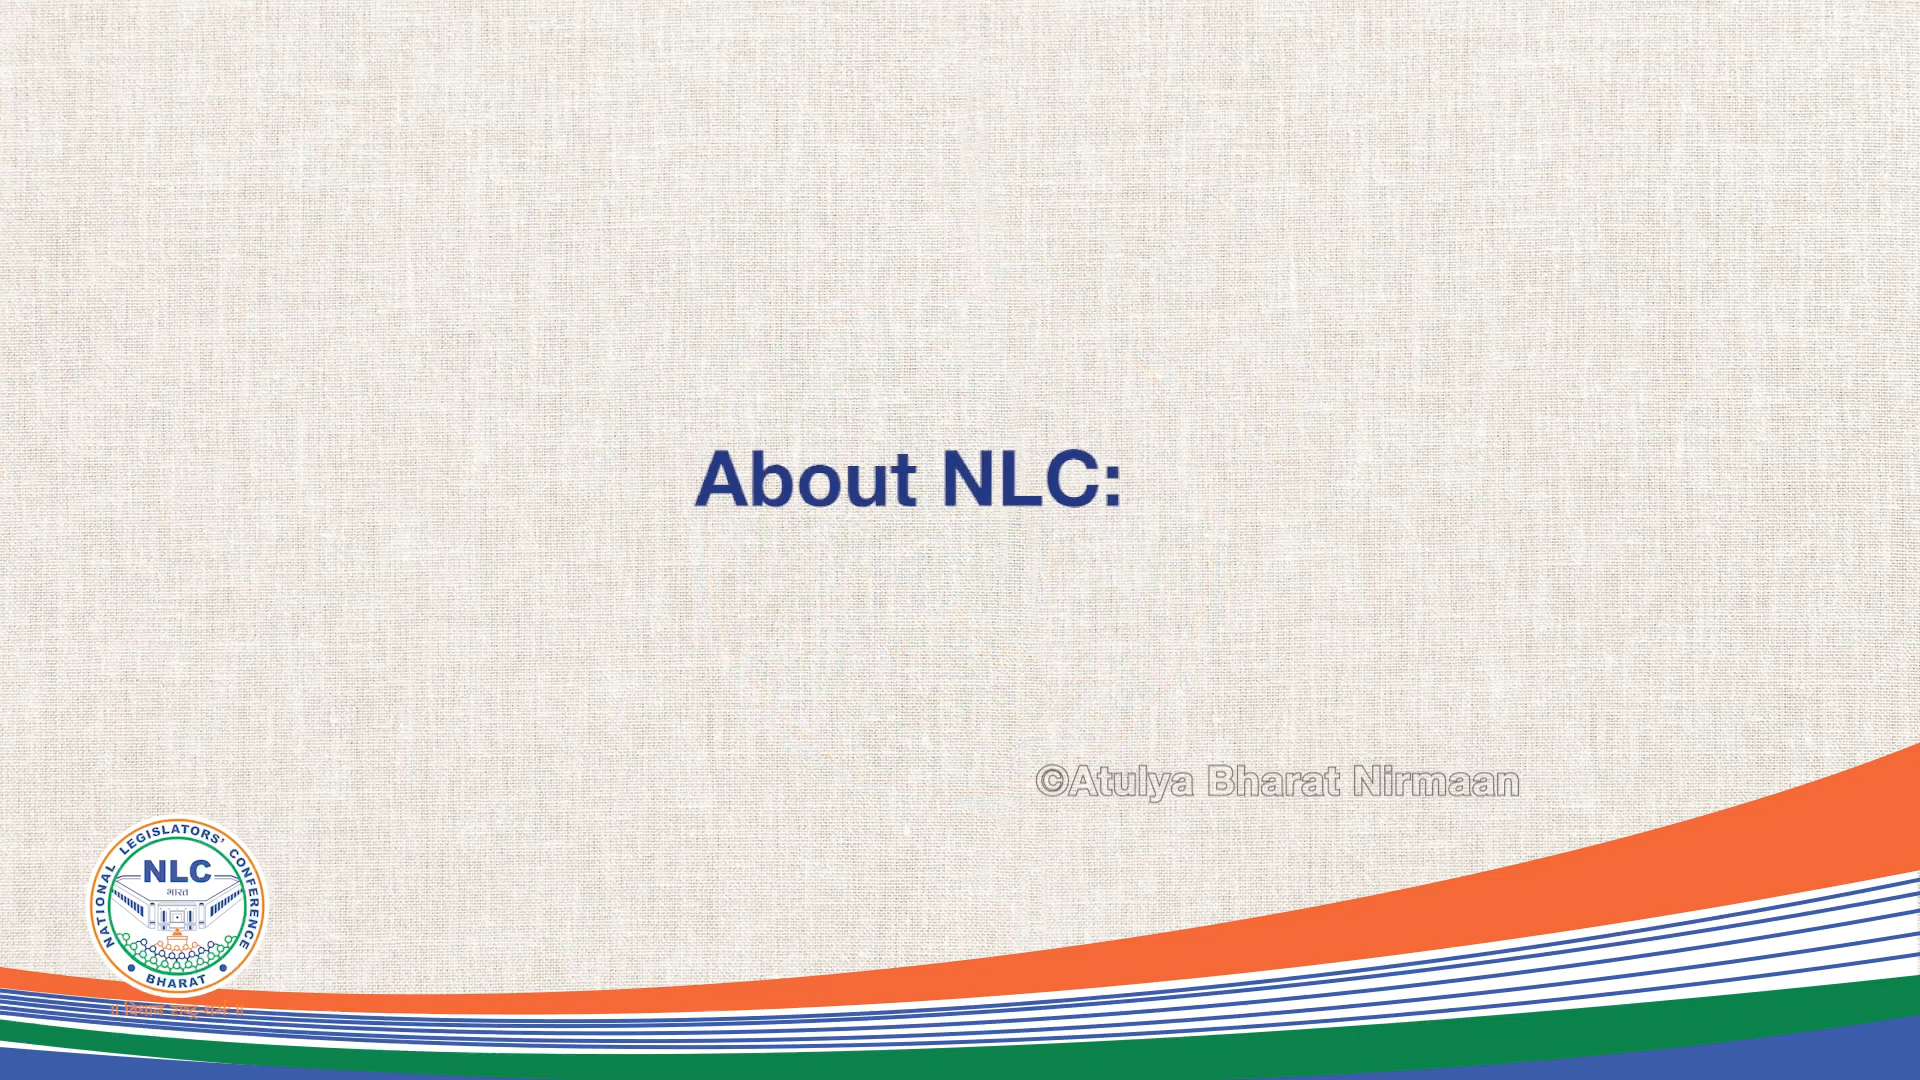 About NLC:
©Atulya Bharat Nirmaan
NATIONAL LEGISLATORS' CONFERENCE
NLC
भारत
BHARAT